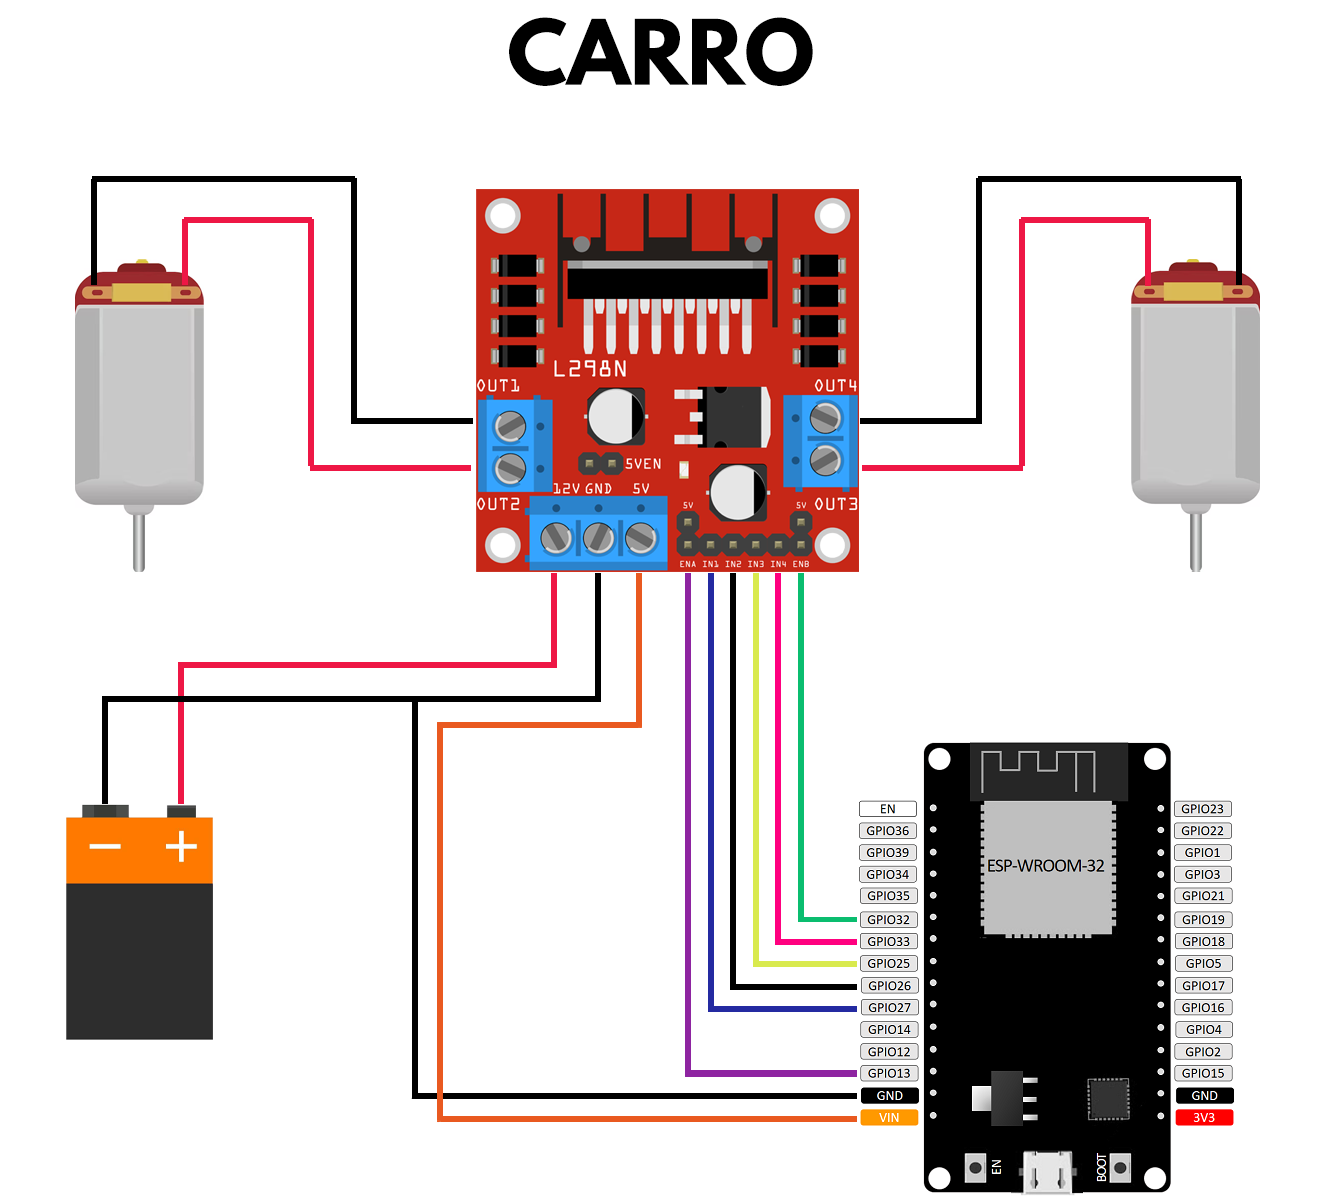 CARRO
L298N
OUT1
OUT4
5VEN
12V GND 5V
OUT2
OUT3
5V
5V
ENA IN1 IN2 IN3 IN4 ENB
EN
GPIO36
GPIO39
GPIO34
GPIO35
GPIO32
GPIO33
GPIO25
GPIO26
GPIO27
GPIO14
GPIO12
GPIO13
GND
VIN
ESP-WROOM-32
EN
BOOT
GPIO23
GPIO22
GPIO1
GPIO3
GPIO21
GPIO19
GPIO18
GPIO5
GPIO17
GPIO16
GPIO4
GPIO2
GPIO15
GND
3V3